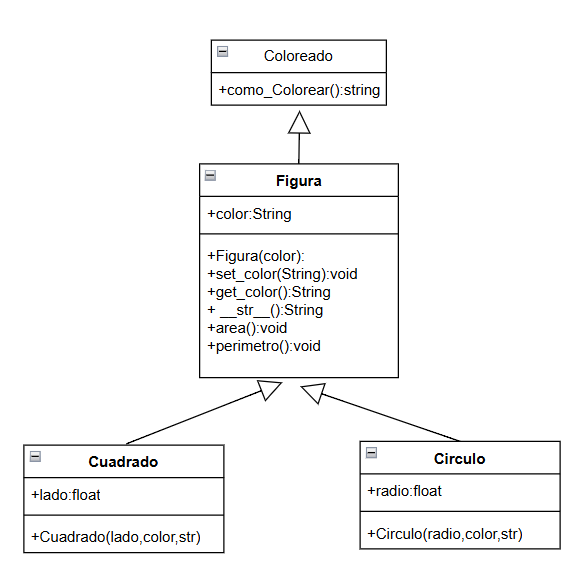 Coloreado
+como_Colorear():string
Figura
+color:String
+Figura(color):
+set_color(String):void
+get_color():String
+ __str__():String
+area():void
+perimetro():void
Cuadrado
+lado:float
+Cuadrado(lado,color,str)
Circulo
+radio:float
+Circulo(radio,color,str)